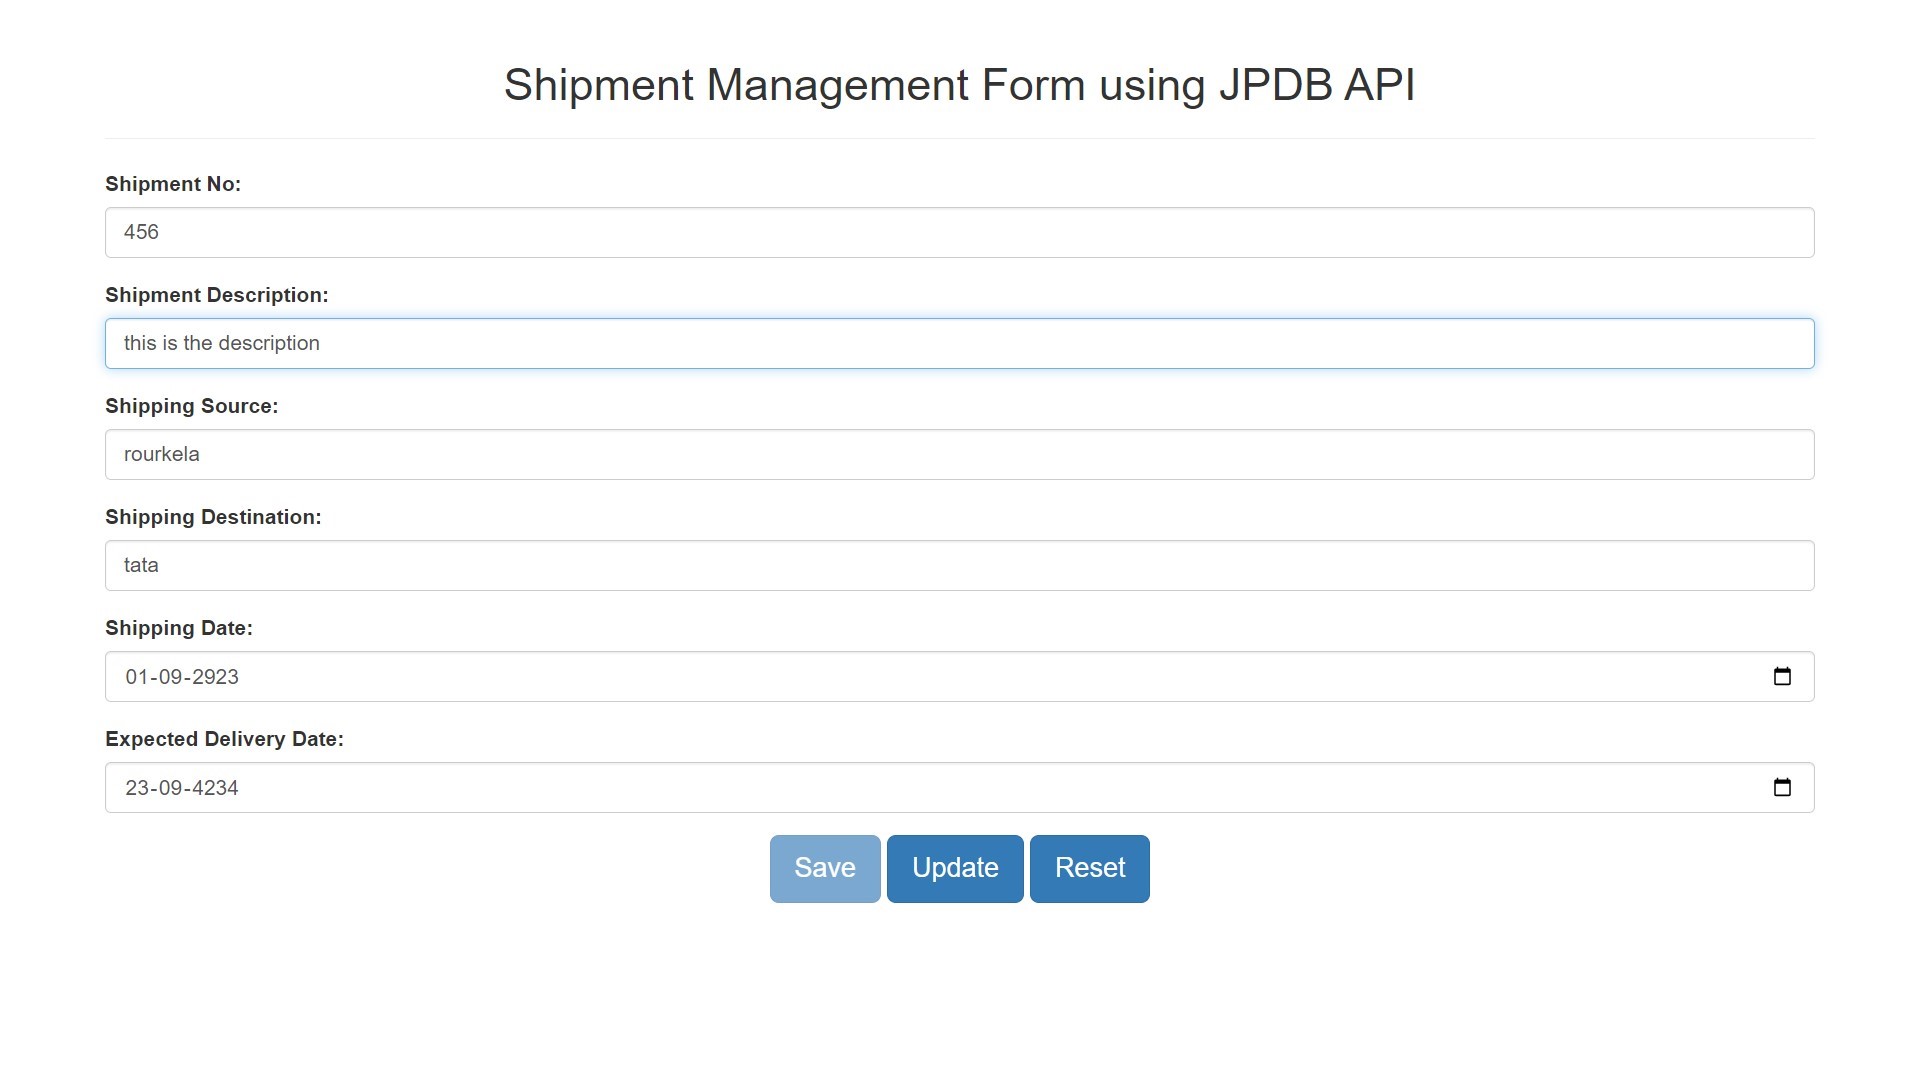 Shipment Management Form using JPDB API
Shipment No:
456
Shipment Description:
this is the description
Shipping Source:
rourkela
Shipping Destination:
tata
Shipping Date:
01-09-2923
Expected Delivery Date:
23-09-4234
Save Update Reset